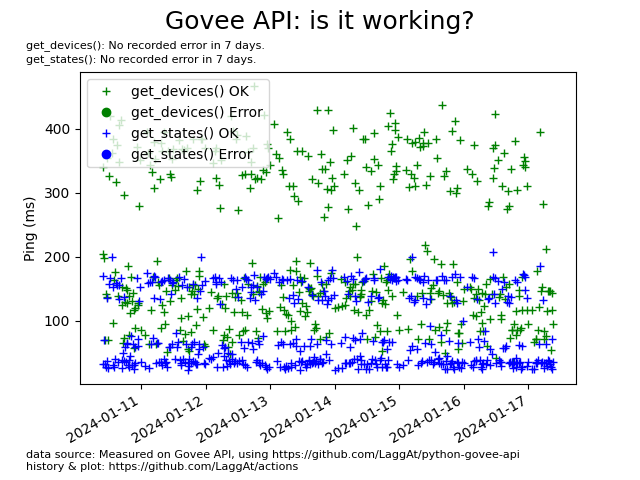 Govee API: is it working?
get_devices(): No recorded error in 7 days.
get_states(): No recorded error in 7 days.
get_devices() OK
get_devices() Error
get_states() OK
get_states() Error
Ping (ms)
400
300
200
100
2024-01-11
2024-01-12
2024-01-13
2024-01-14
2024-01-15
2024-01-16
2024-01-17
data source: Measured on Govee API, using https://github.com/LaggAt/python-govee-api
history & plot: https://github.com/LaggAt/actions